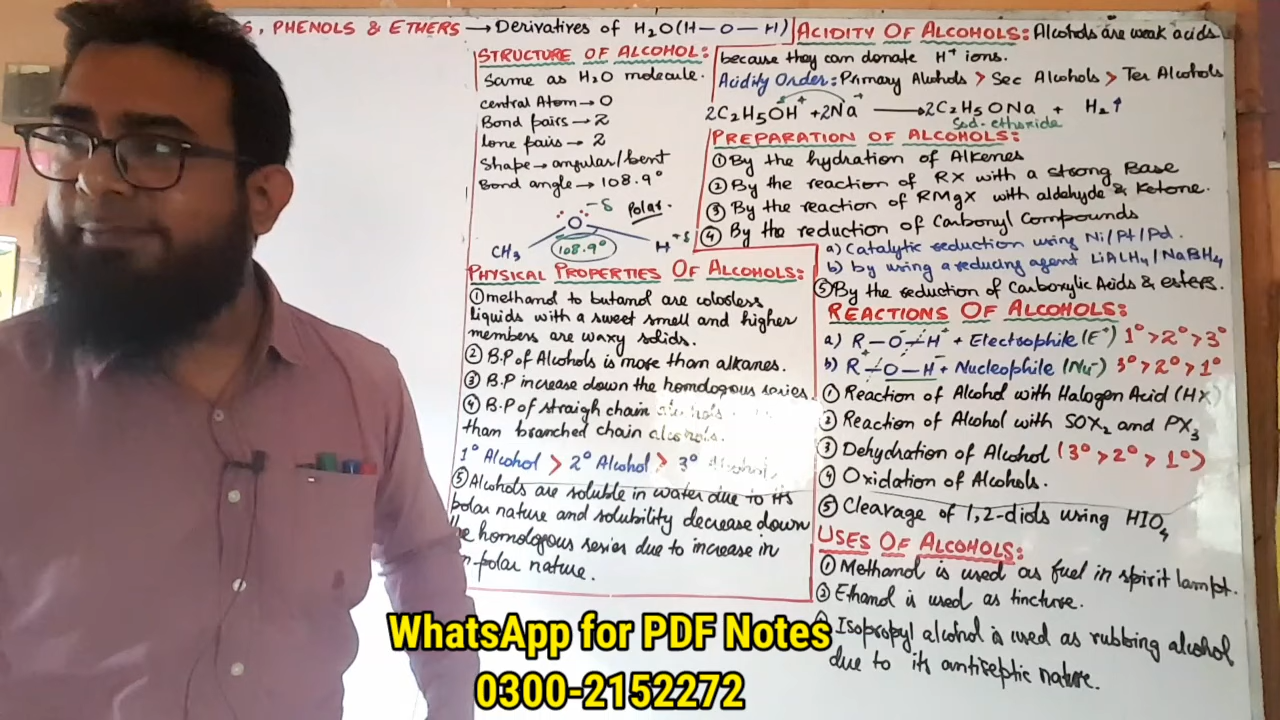 S, PHENOLS & ETHERS → Derivatives of H₂O (H–O–H)
STRUCTURE OF ALCOHOL:
Same as H₂O molecule.
central Atom → O
Bond pairs → 2
lone pairs → 2
Shape → angular/bent
Bond angle → 108.9°
-δ Polar.
O
CH₃ 108.9° H +δ
PHYSICAL PROPERTIES OF ALCOHOLS:
① methanol to butanol are colorless
liquids with a sweet smell and higher
members are waxy solids.
② B.P of Alcohols is more than alkanes.
③ B.P increase down the homologous series.
④ B.P of straigh chain alcohols
than branched chain alcohols.
1° Alcohol > 2° Alcohol > 3° Alcohol.
⑤ Alcohols are soluble in water due to its
polar nature and solubility decrease down
he homologous series due to increase in
n polar nature.
ACIDITY OF ALCOHOLS: Alcohols are weak acids
because they can donate H⁺ ions.
Acidity Order: Primary Alcohols > Sec Alcohols > Ter Alcohols
2C₂H₅OH⁺ + 2Na → 2C₂H₅ONa + H₂↑
Sod. ethoxide
PREPARATION OF ALCOHOLS:
① By the hydration of Alkenes
② By the reaction of RX with a strong Base
③ By the reaction of RMgX with aldehyde & Ketone.
④ By the reduction of Carbonyl Compounds
a) Catalytic reduction using Ni/Pt/Pd.
b) by using a reducing agent LiAlH₄/NaBH₄
⑤ By the reduction of Carboxylic Acids & esters.
REACTIONS OF ALCOHOLS:
a) R–O–H + Electrophile (E⁺) 1° > 2° > 3°
b) R–O–H + Nucleophile (Nu⁻) 3° > 2° > 1°
① Reaction of Alcohol with Halogen Acid (HX)
② Reaction of Alcohol with SOX₂ and PX₃
③ Dehydration of Alcohol (3° > 2° > 1°)
④ Oxidation of Alcohols.
⑤ Clearage of 1,2-diols using HIO₄
USES OF ALCOHOLS:
① Methanol is used as fuel in spirit lampt.
② Ethanol is used as tincture.
Isopropyl alcohol is used as rubbing alcohol
due to its antiseptic nature.
WhatsApp for PDF Notes
0300-2152272